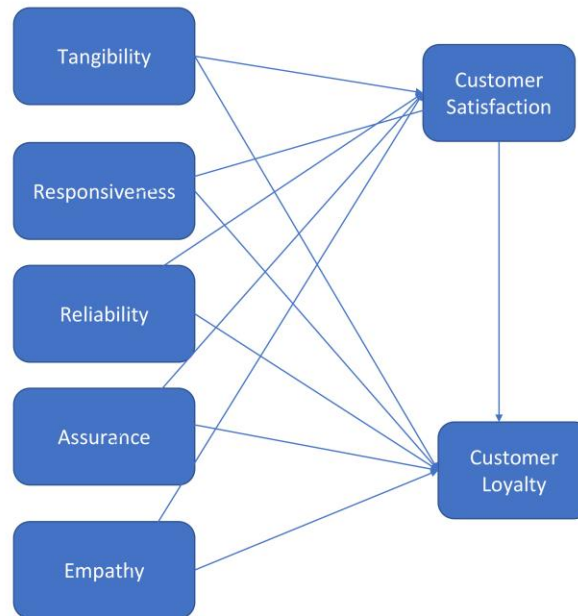 Tangibility
Customer
Satisfaction
Responsiveness
Reliability
Assurance
Customer
Loyalty
Empathy